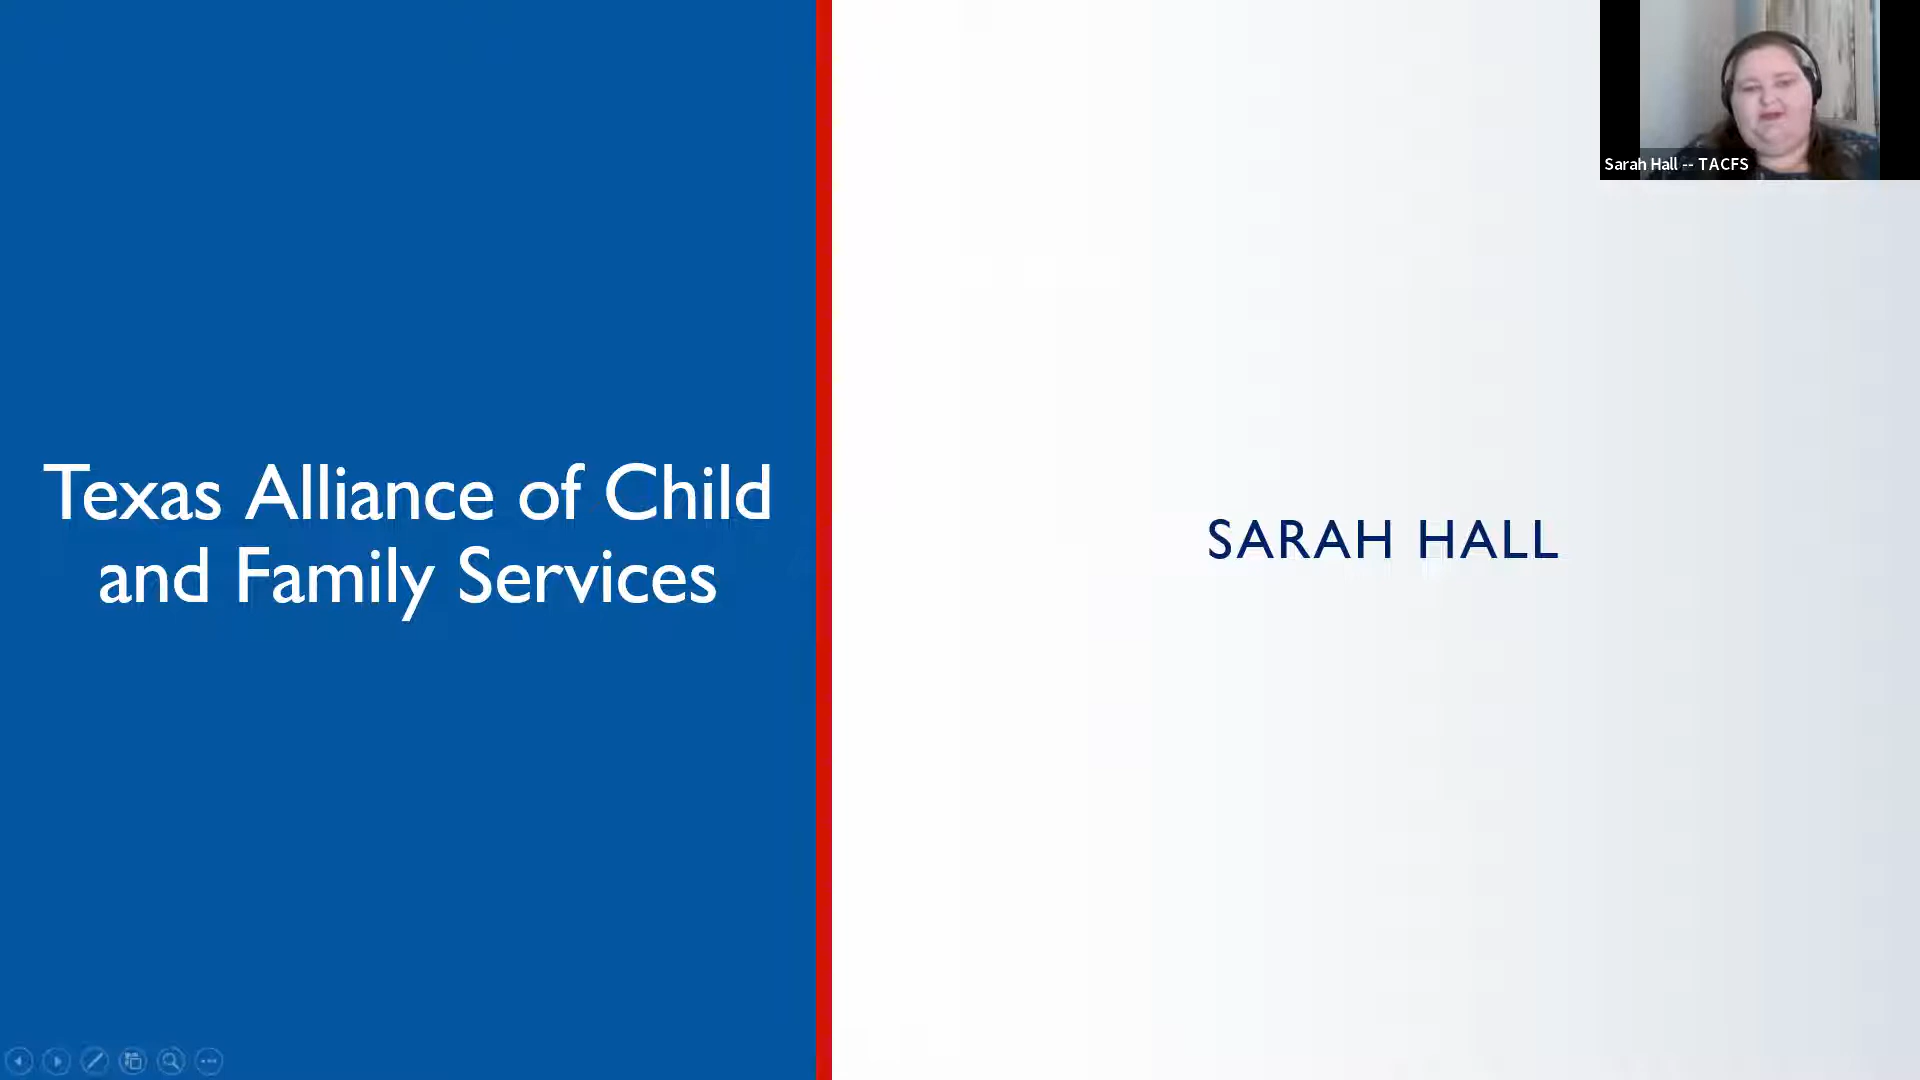 Texas Alliance of Child
and Family Services
SARAH HALL
Sarah Hall -- TACFS